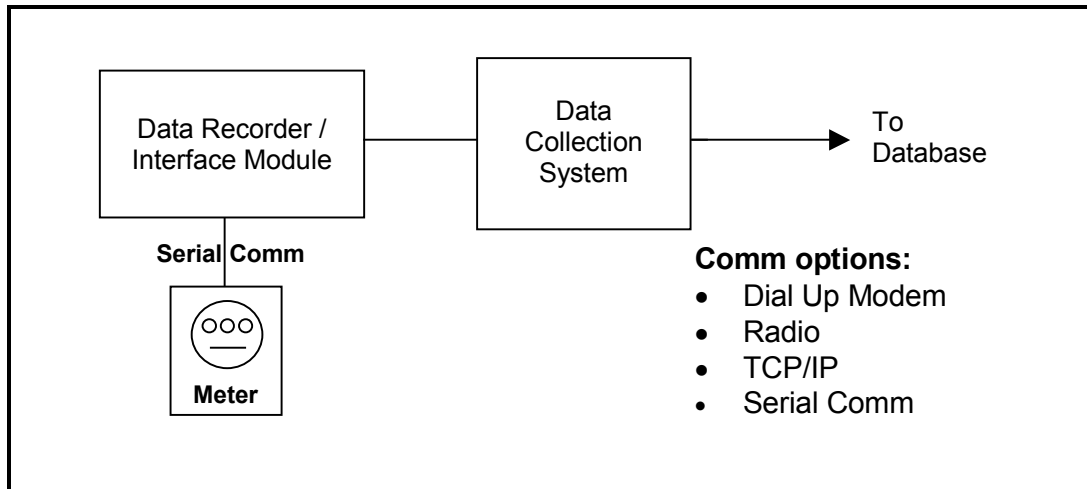 Data Recorder /
Interface Module
Data
Collection
System
To
Database
Serial Comm
Meter
Comm options:
• Dial Up Modem
• Radio
• TCP/IP
• Serial Comm